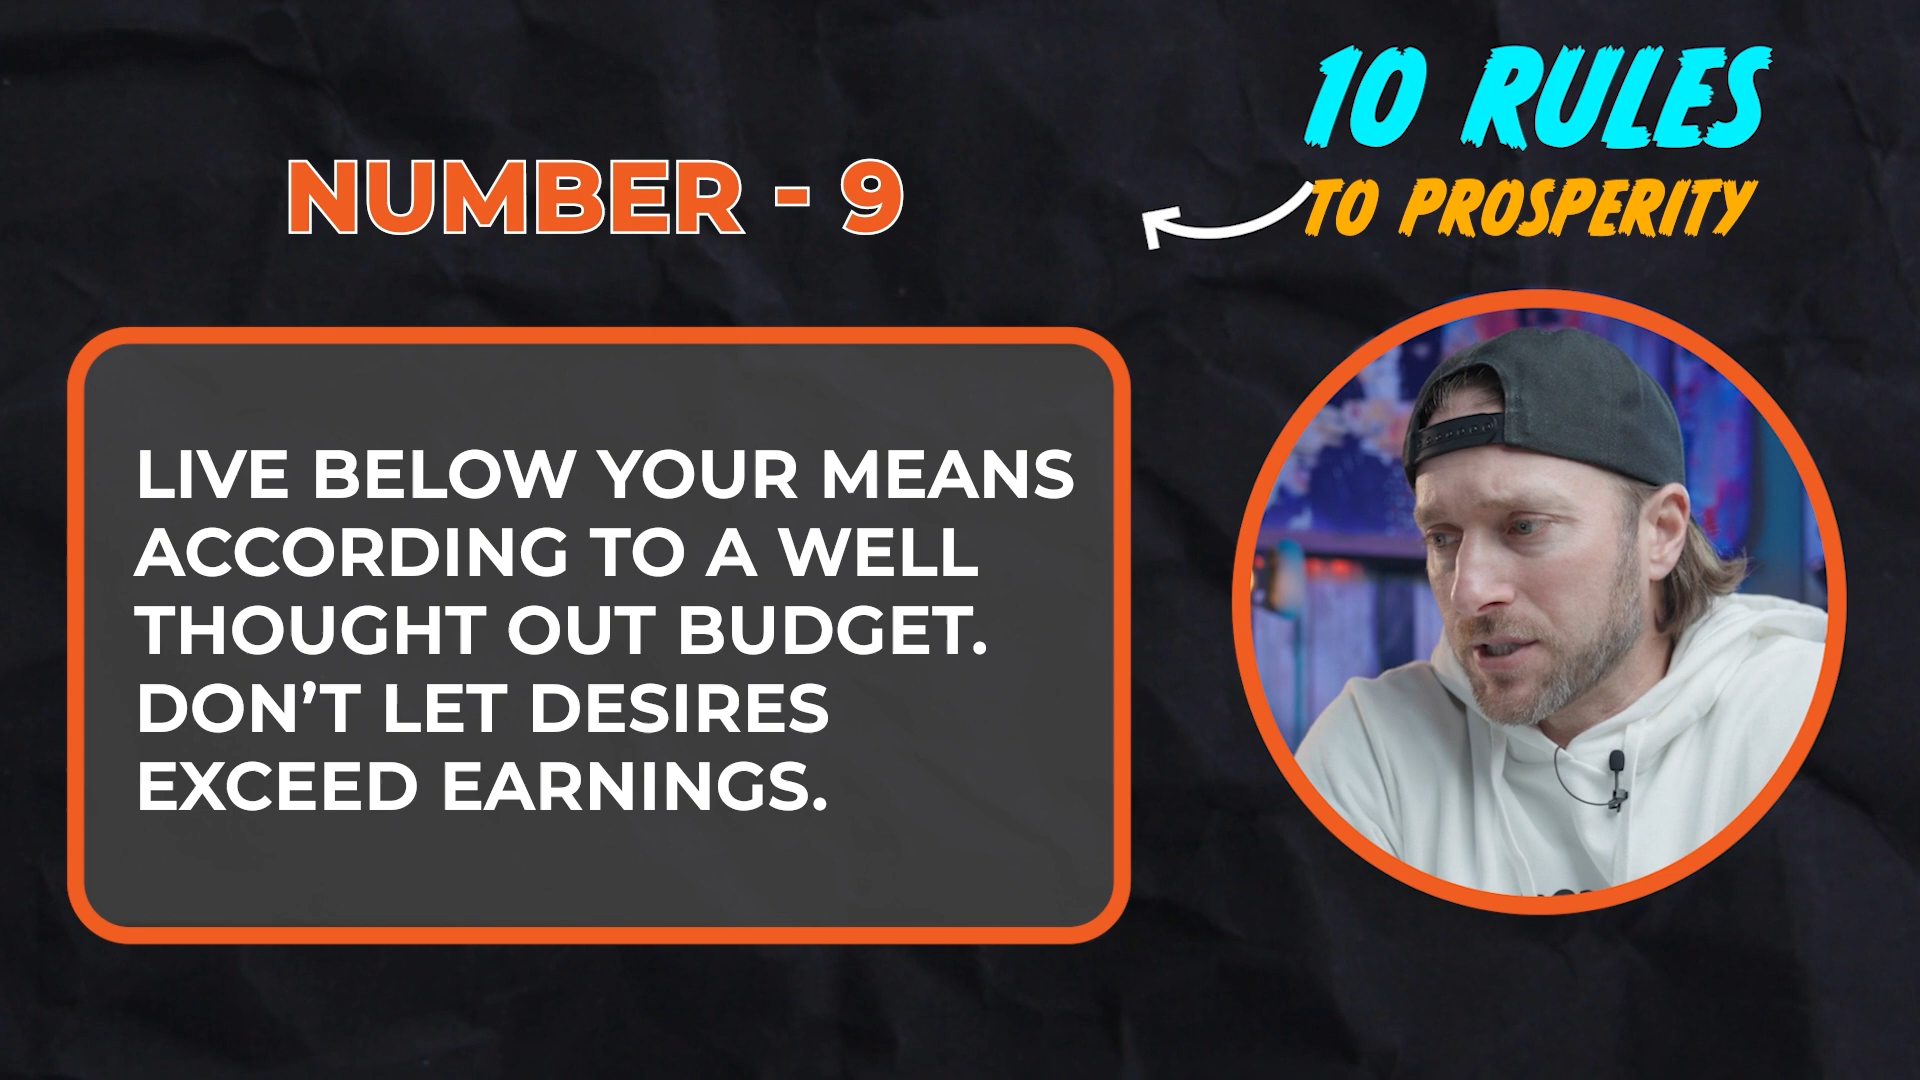 10 RULES
TO PROSPERITY
NUMBER - 9
LIVE BELOW YOUR MEANS
ACCORDING TO A WELL
THOUGHT OUT BUDGET.
DON’T LET DESIRES
EXCEED EARNINGS.